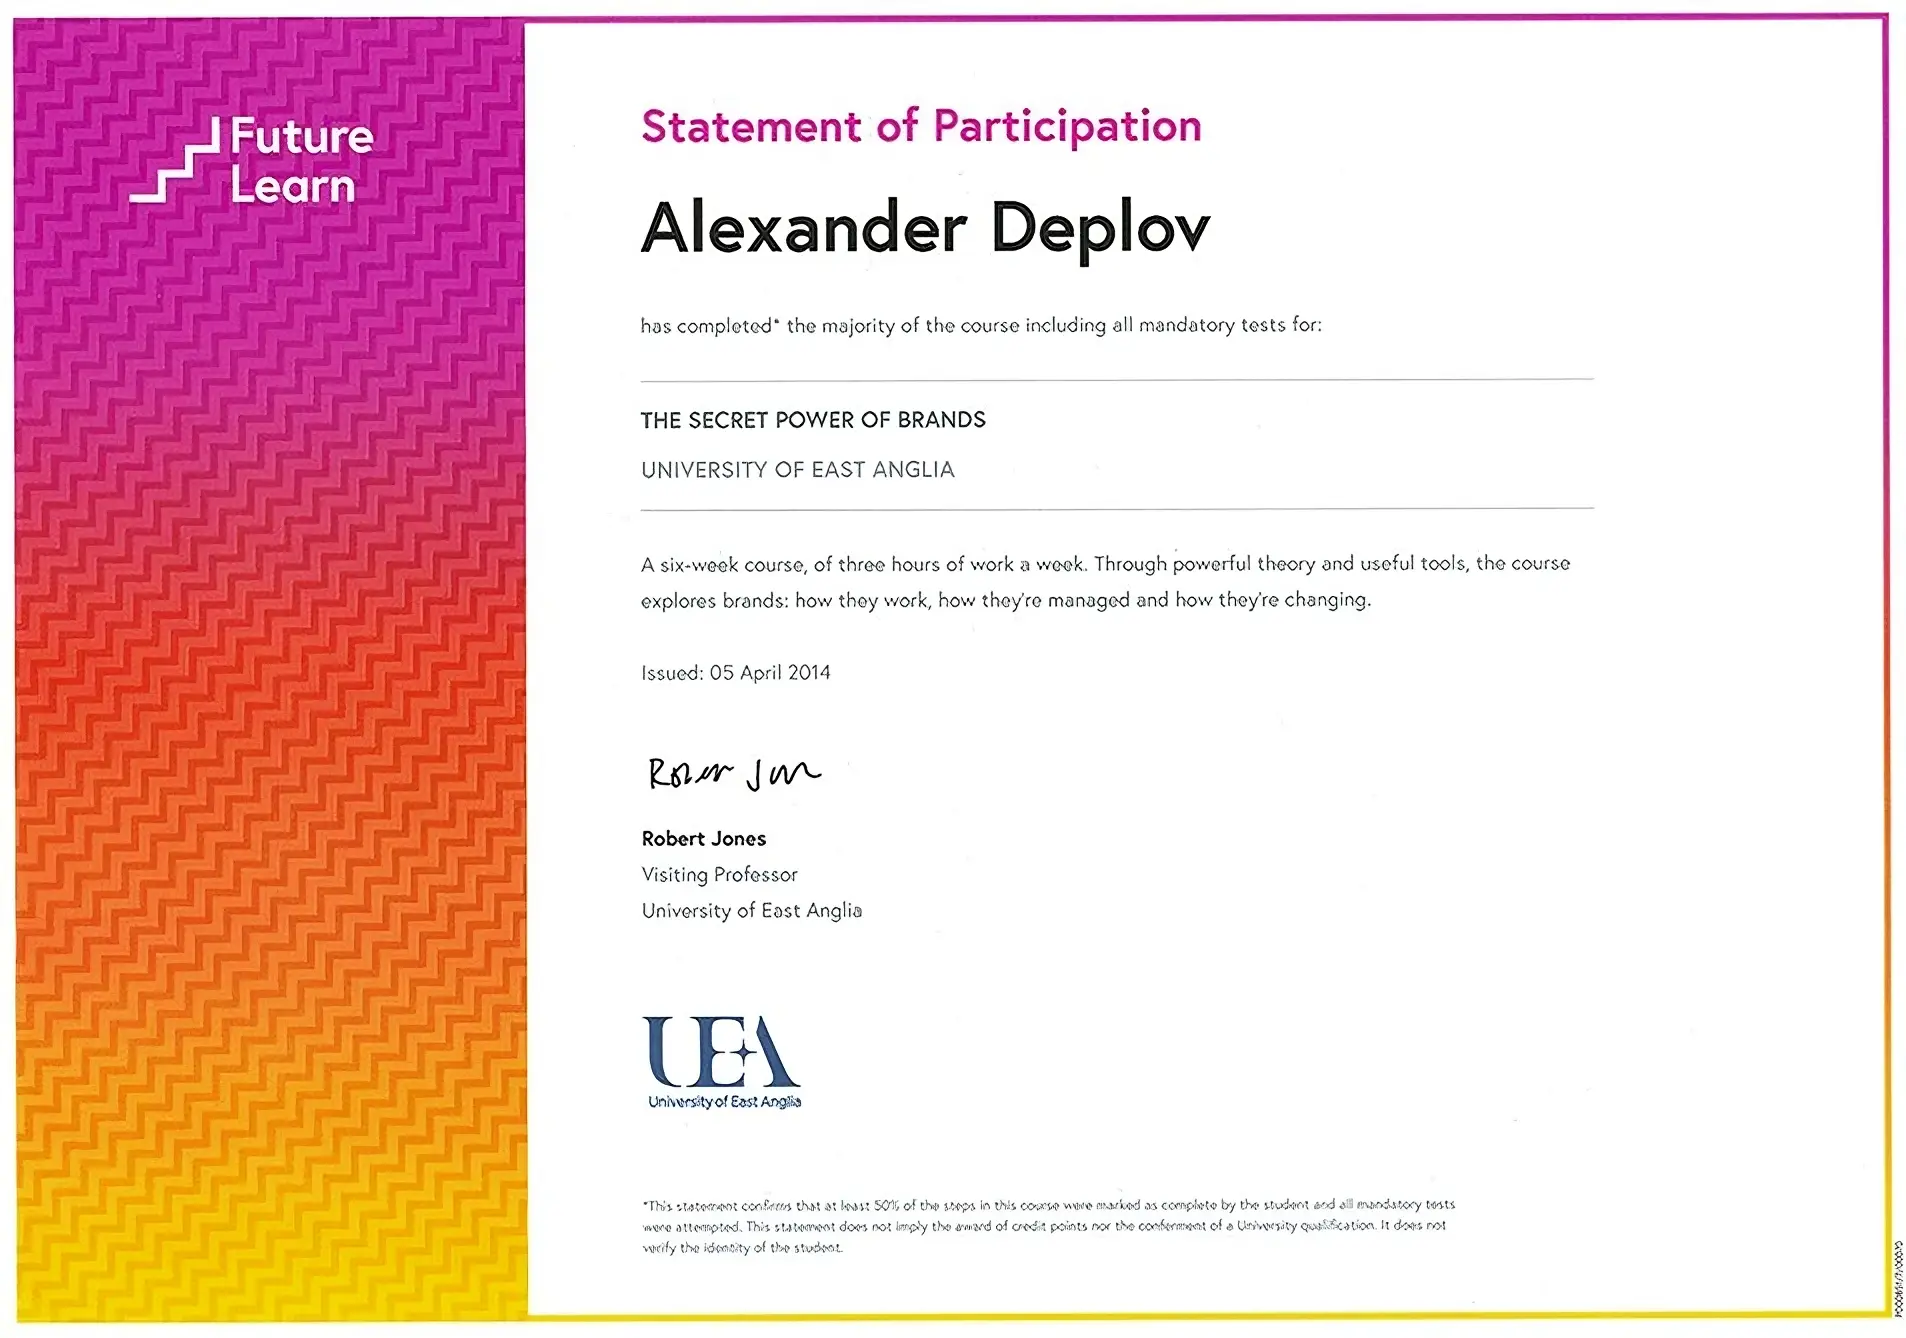 Future
Learn
Statement of Participation
Alexander Deplov
has completed* the majority of the course including all mandatory tests for:
THE SECRET POWER OF BRANDS
UNIVERSITY OF EAST ANGLIA
A six-week course, of three hours of work a week. Through powerful theory and useful tools, the course
explores brands: how they work, how they're managed and how they're changing.
Issued: 05 April 2014
Robert Jones
Visiting Professor
University of East Anglia
UEA
University of East Anglia
*This statement confirms that at least 50% of the steps in this course were marked as complete by the student and all mandatory tests
were attempted. This statement does not imply the award of credit points nor the conferment of a University qualification. It does not
verify the identity of the student.